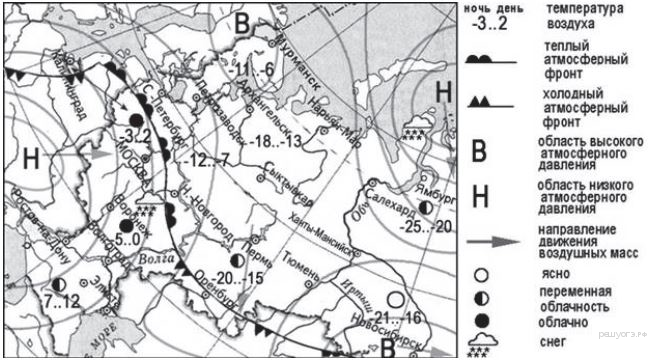 В
Мурманск
-11..-6
Калининград
С.Петербург
Петрозаводск
Архангельск
Нарьян-Мар
-3..2
Н
МОСКВА
-12..-7
-18..-13
Сыктывкар
Н
Ямбург
Салехард
Обь
-25..-20
Ростов-на-Дону
Воронеж
Н.-Новгород
Пермь
Ханты-Мансийск
-5..0
Волгоград
Волга
-20..-15
Тюмень
Иртыш
7..12
Элиста
Оренбург
-21..-16
Новосибирск
МОРЕ
В
ночь день температура
-3..2 воздуха
теплый
атмосферный
фронт
холодный
атмосферный
фронт
В область высокого
атмосферного
давления
Н область низкого
атмосферного
давления
направление
движения
воздушных масс
ясно
переменная
облачность
облачно
снег
решуогэ.рф